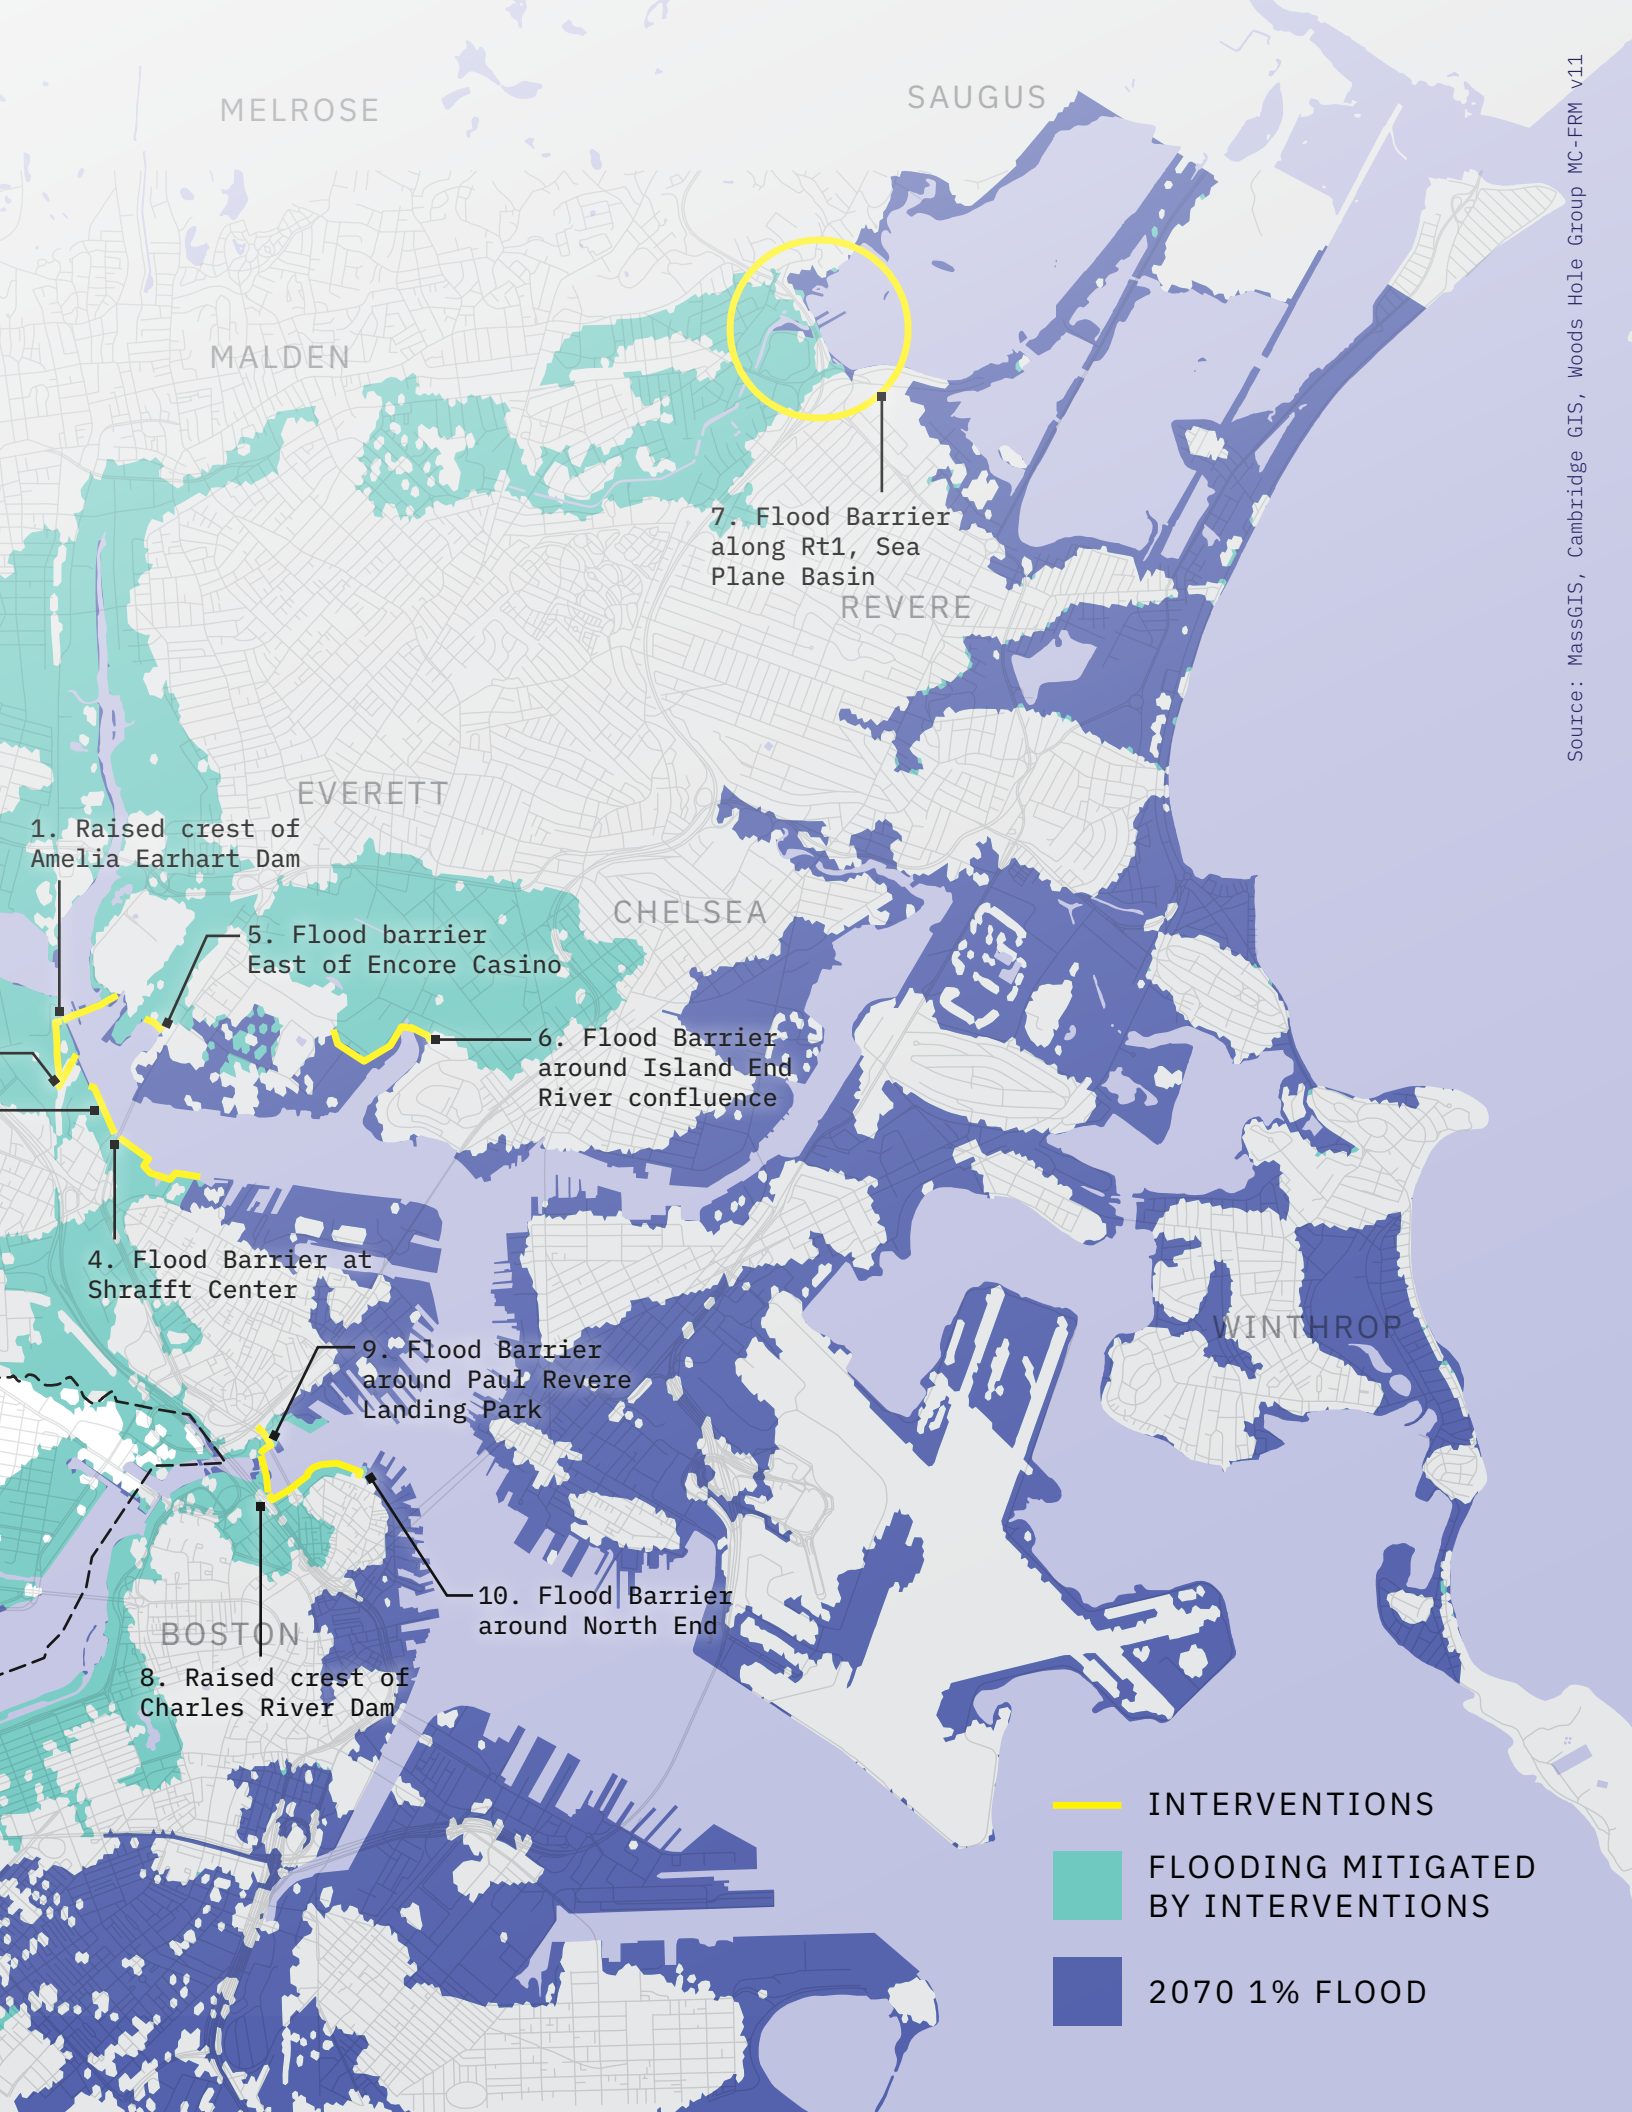 MELROSE
SAUGUS
Source: MassGIS, Cambridge GIS, Woods Hole Group MC-FRM v11
MALDEN
7. Flood Barrier
along Rt1, Sea
Plane Basin
REVERE
EVERETT
1. Raised crest of
Amelia Earhart Dam
CHELSEA
5. Flood barrier
East of Encore Casino
6. Flood Barrier
around Island End
River confluence
4. Flood Barrier at
Shrafft Center
WINTHROP
9. Flood Barrier
around Paul Revere
Landing Park
10. Flood Barrier
around North End
BOSTON
8. Raised crest of
Charles River Dam
INTERVENTIONS
FLOODING MITIGATED
BY INTERVENTIONS
2070 1% FLOOD